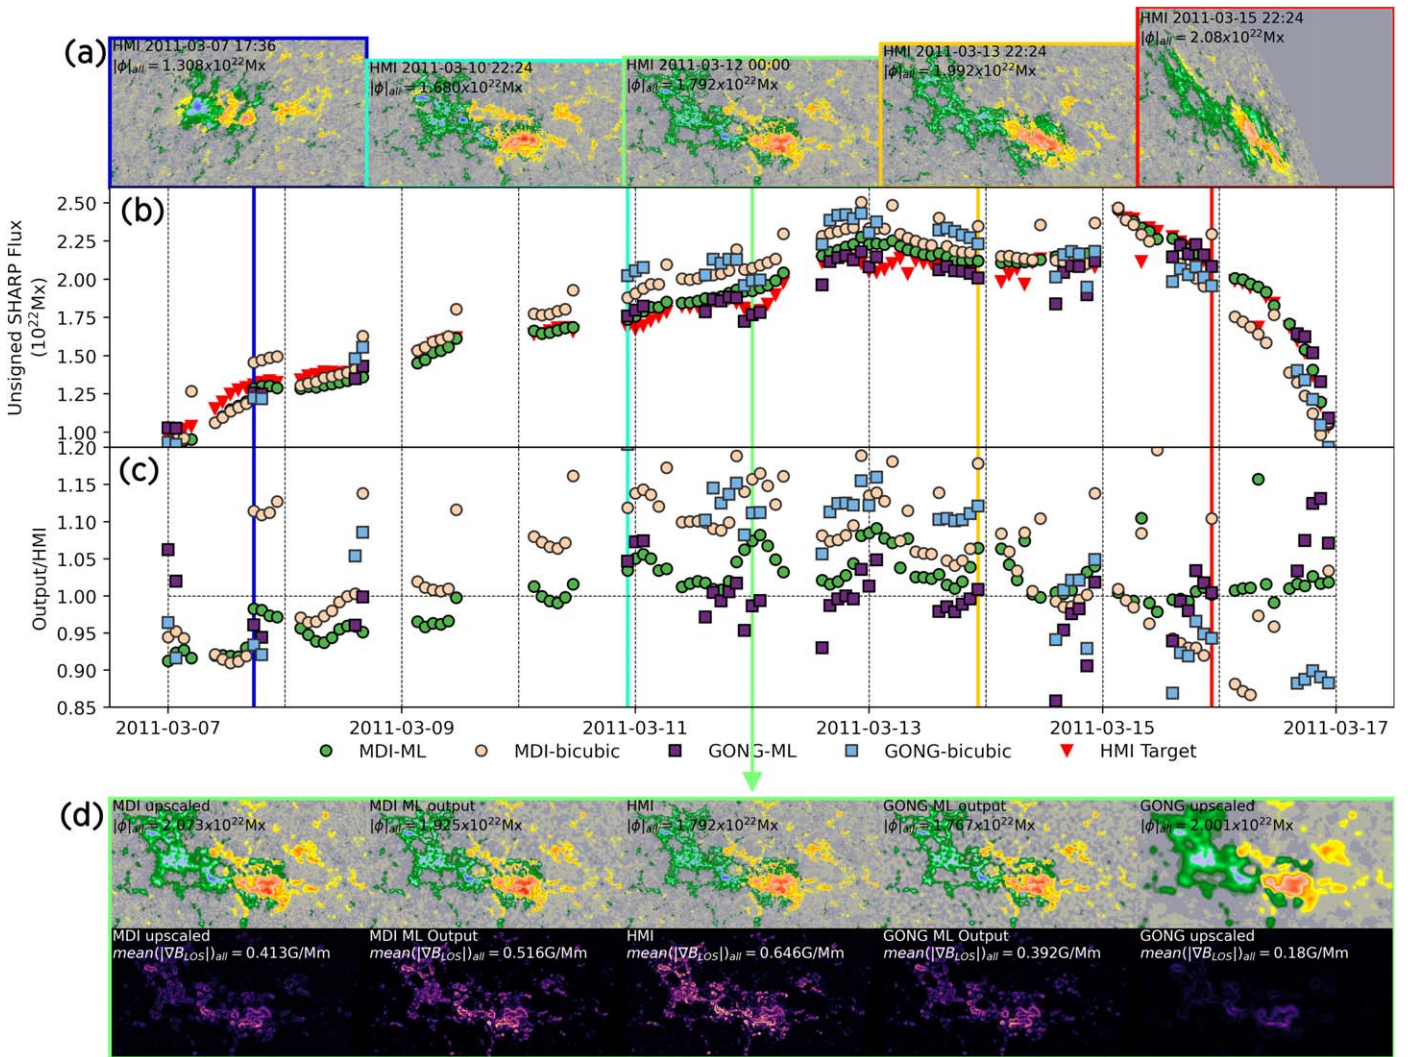 (a)
HMI 2011-03-07 17:36
|ϕ|all = 1.308x10²²Mx
HMI 2011-03-10 22:24
|ϕ|all = 1.680x10²²Mx
HMI 2011-03-12 00:00
|ϕ|all = 1.792x10²²Mx
HMI 2011-03-13 22:24
|ϕ|all = 1.992x10²²Mx
HMI 2011-03-15 22:24
|ϕ|all = 2.08x10²²Mx
(b)
Unsigned SHARP Flux
(10²²Mx)
2.50
2.25
2.00
1.75
1.50
1.25
1.00
(c)
Output/HMI
1.20
1.15
1.10
1.05
1.00
0.95
0.90
0.85
2011-03-07
2011-03-09
2011-03-11
2011-03-13
2011-03-15
2011-03-17
MDI-ML
MDI-bicubic
GONG-ML
GONG-bicubic
HMI Target
(d)
MDI upscaled
|ϕ|all = 2.073x10²²Mx
MDI ML output
|ϕ|all = 1.925x10²²Mx
HMI
|ϕ|all = 1.792x10²²Mx
GONG ML output
|ϕ|all = 1.767x10²²Mx
GONG upscaled
|ϕ|all = 2.001x10²²Mx
MDI upscaled
mean(|∇B_LOS|)all = 0.413G/Mm
MDI ML Output
mean(|∇B_LOS|)all = 0.516G/Mm
HMI
mean(|∇B_LOS|)all = 0.646G/Mm
GONG ML Output
mean(|∇B_LOS|)all = 0.392G/Mm
GONG upscaled
mean(|∇B_LOS|)all = 0.18G/Mm